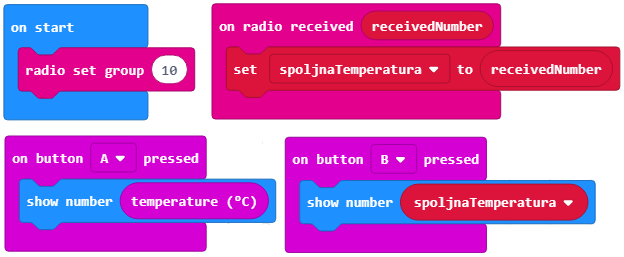 on start
radio set group 10
on radio received receivedNumber
set spoljnaTemperatura to receivedNumber
on button A pressed
show number temperature (°C)
on button B pressed
show number spoljnaTemperatura